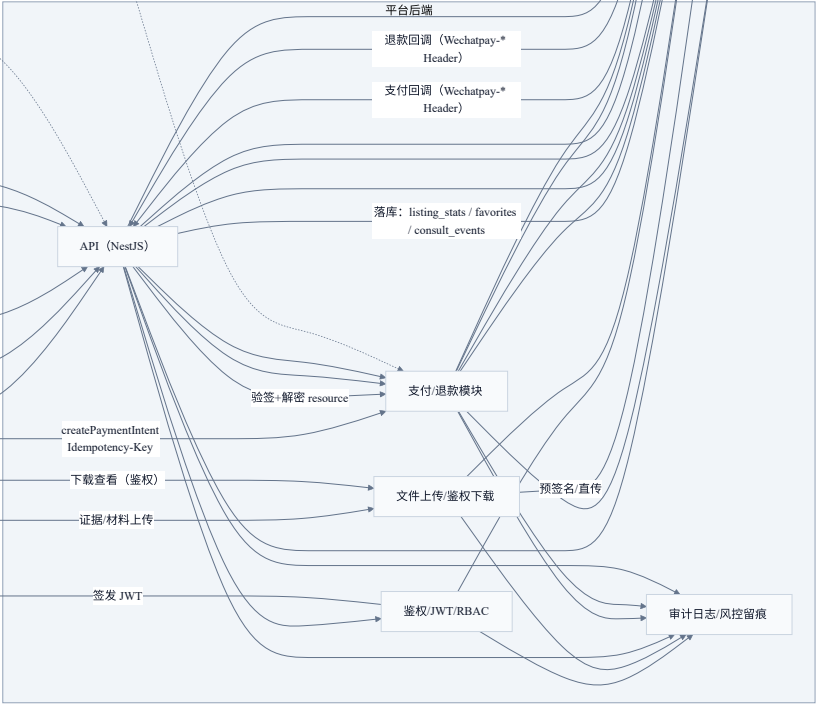 平台后端
退款回调（Wechatpay-*
Header）
支付回调（Wechatpay-*
Header）
落库：listing_stats / favorites
/ consult_events
API（NestJS）
支付/退款模块
验签+解密 resource
createPaymentIntent
Idempotency-Key
下载查看（鉴权）
文件上传/鉴权下载
预签名/直传
证据/材料上传
签发 JWT
鉴权/JWT/RBAC
审计日志/风控留痕